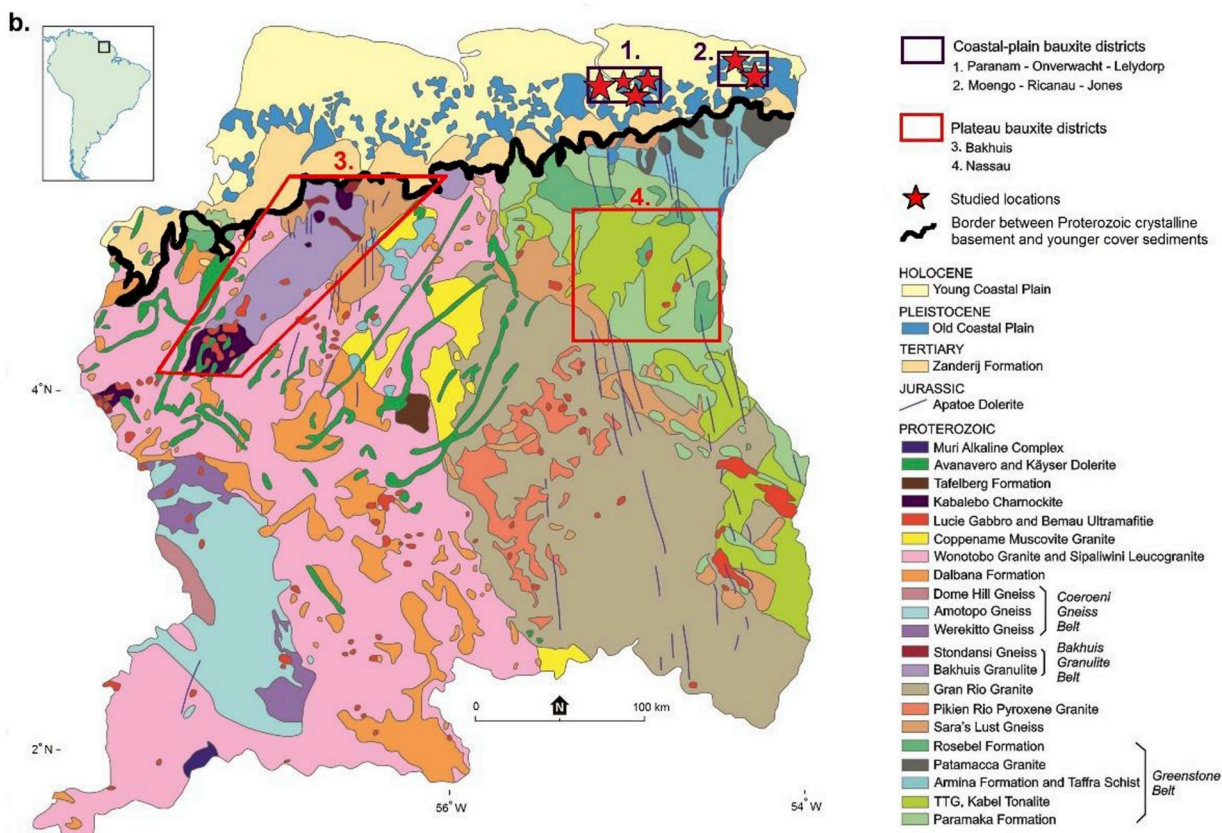 b.
1.
2.
3.
4.
4°N
2°N
56°W
54°W
N
0 100 km
Coastal-plain bauxite districts
1. Paranam - Onverwacht - Lelydorp
2. Moengo - Ricanau - Jones
Plateau bauxite districts
3. Bakhuis
4. Nassau
Studied locations
Border between Proterozoic crystalline
basement and younger cover sediments
HOLOCENE
Young Coastal Plain
PLEISTOCENE
Old Coastal Plain
TERTIARY
Zanderij Formation
JURASSIC
Apatoe Dolerite
PROTEROZOIC
Muri Alkaline Complex
Avanavero and Käyser Dolerite
Tafelberg Formation
Kabalebo Charnockite
Lucie Gabbro and Bemau Ultramafitie
Coppename Muscovite Granite
Wonotobo Granite and Sipaliwini Leucogranite
Dalbana Formation
Dome Hill Gneiss
Amotopo Gneiss
Werekitto Gneiss
Coeroeni
Gneiss
Belt
Stondansi Gneiss
Bakhuis Granulite
Bakhuis
Granulite
Belt
Gran Rio Granite
Pikien Rio Pyroxene Granite
Sara's Lust Gneiss
Rosebel Formation
Patamacca Granite
Armina Formation and Taffra Schist
TTG, Kabel Tonalite
Paramaka Formation
Greenstone
Belt